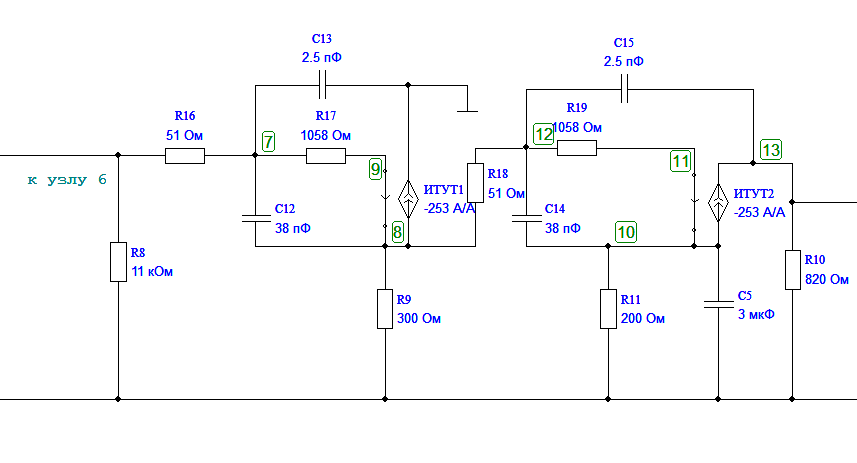 C13
2.5 пФ
C15
2.5 пФ
R16
51 Ом
7
R17
1058 Ом
9
12
R19
1058 Ом
11
13
к узлу 6
C12
38 пФ
ИТУТ1
-253 А/А
R18
51 Ом
C14
38 пФ
ИТУТ2
-253 А/А
8
10
R8
11 кОм
R9
300 Ом
R11
200 Ом
C5
3 мкФ
R10
820 Ом